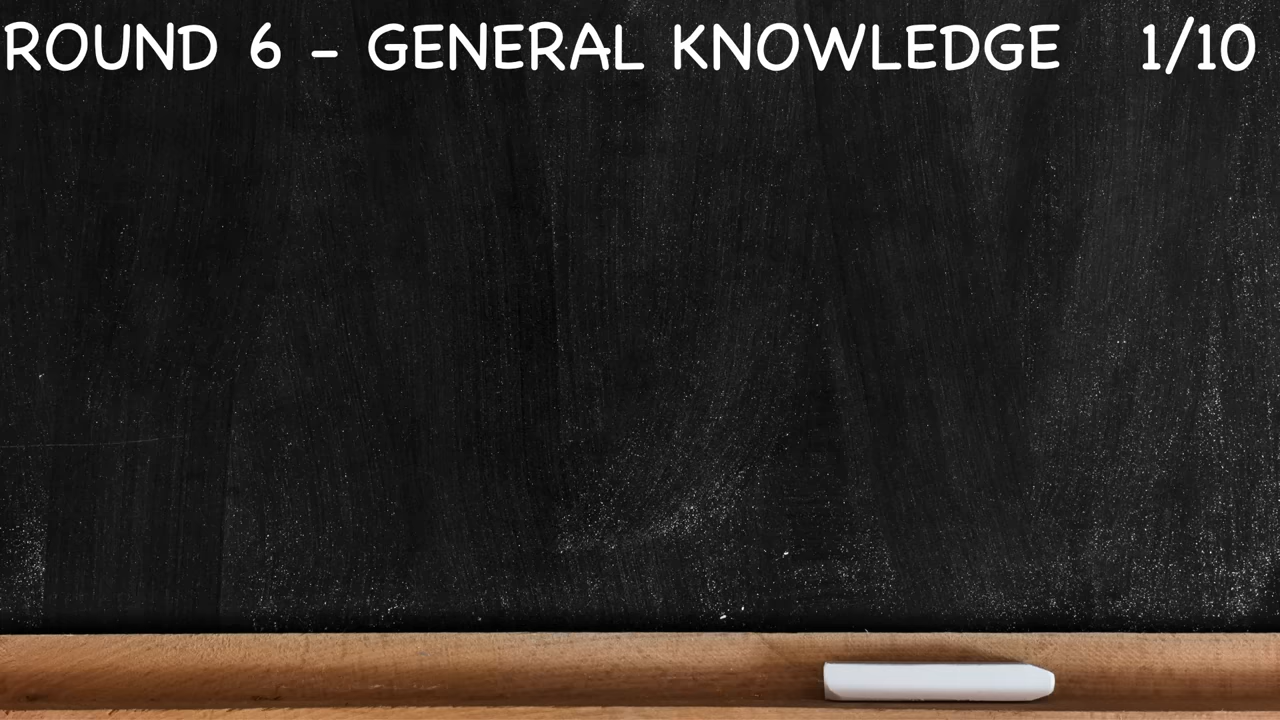 ROUND 6 – GENERAL KNOWLEDGE 1/10